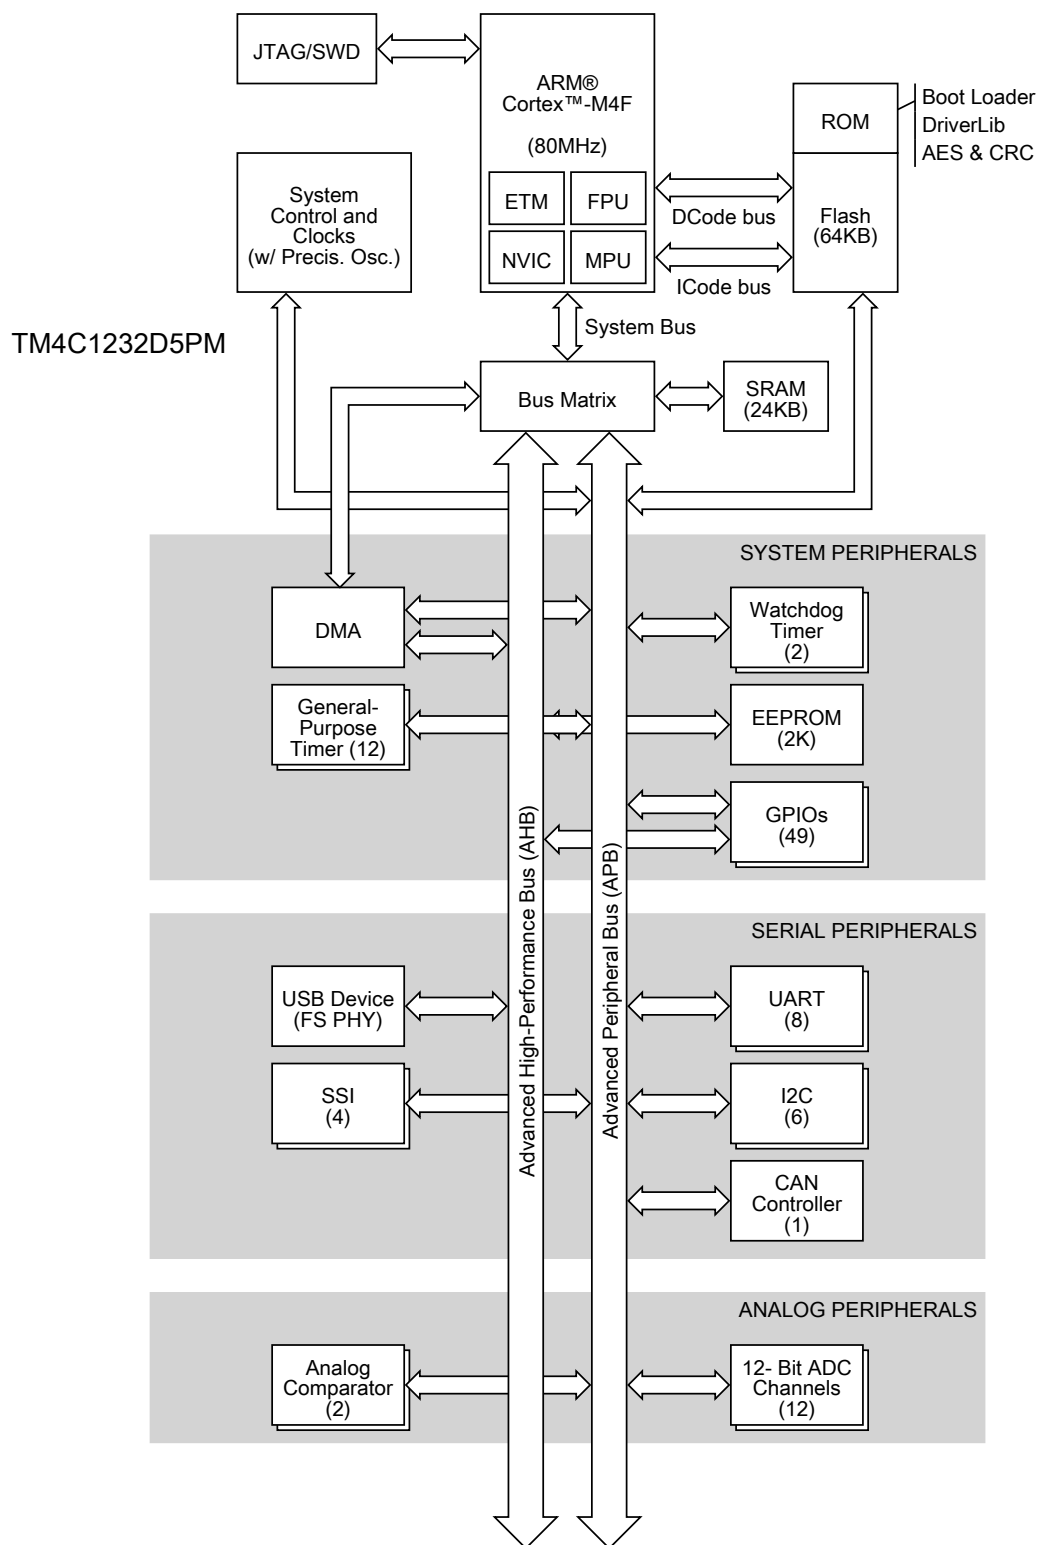 JTAG/SWD
ARM®
Cortex™-M4F
(80MHz)
ETM
FPU
NVIC
MPU
ROM
Boot Loader
DriverLib
AES & CRC
Flash
(64KB)
DCode bus
ICode bus
System
Control and
Clocks
(w/ Precis. Osc.)
TM4C1232D5PM
System Bus
Bus Matrix
SRAM
(24KB)
SYSTEM PERIPHERALS
DMA
Watchdog
Timer
(2)
General-
Purpose
Timer (12)
EEPROM
(2K)
GPIOs
(49)
Advanced High-Performance Bus (AHB)
Advanced Peripheral Bus (APB)
SERIAL PERIPHERALS
USB Device
(FS PHY)
UART
(8)
SSI
(4)
I2C
(6)
CAN
Controller
(1)
ANALOG PERIPHERALS
Analog
Comparator
(2)
12- Bit ADC
Channels
(12)